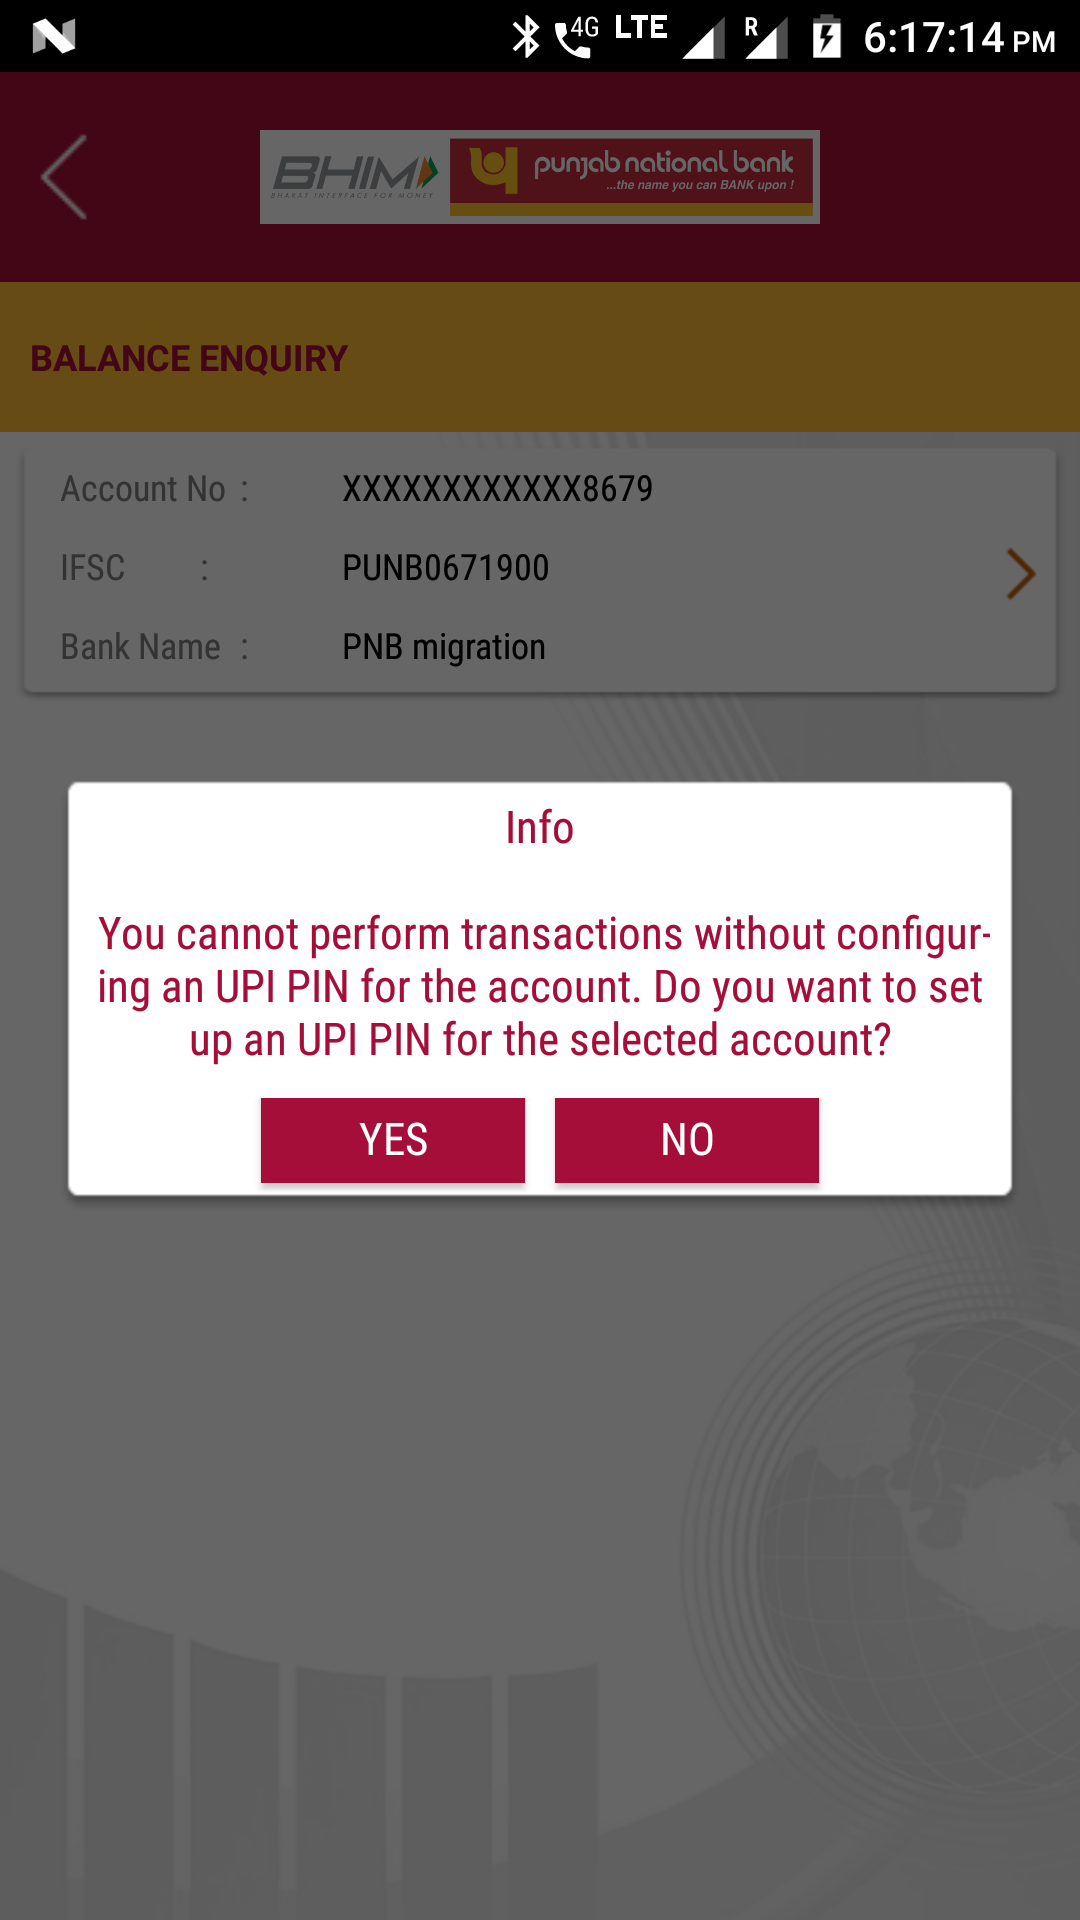 4G LTE R 6:17:14 PM
BHIM
BHARAT INTERFACE FOR MONEY
punjab national bank
...the name you can BANK upon !
BALANCE ENQUIRY
Account No : XXXXXXXXXXXX8679
IFSC : PUNB0671900
Bank Name : PNB migration
Info
You cannot perform transactions without configur-
ing an UPI PIN for the account. Do you want to set
up an UPI PIN for the selected account?
YES NO